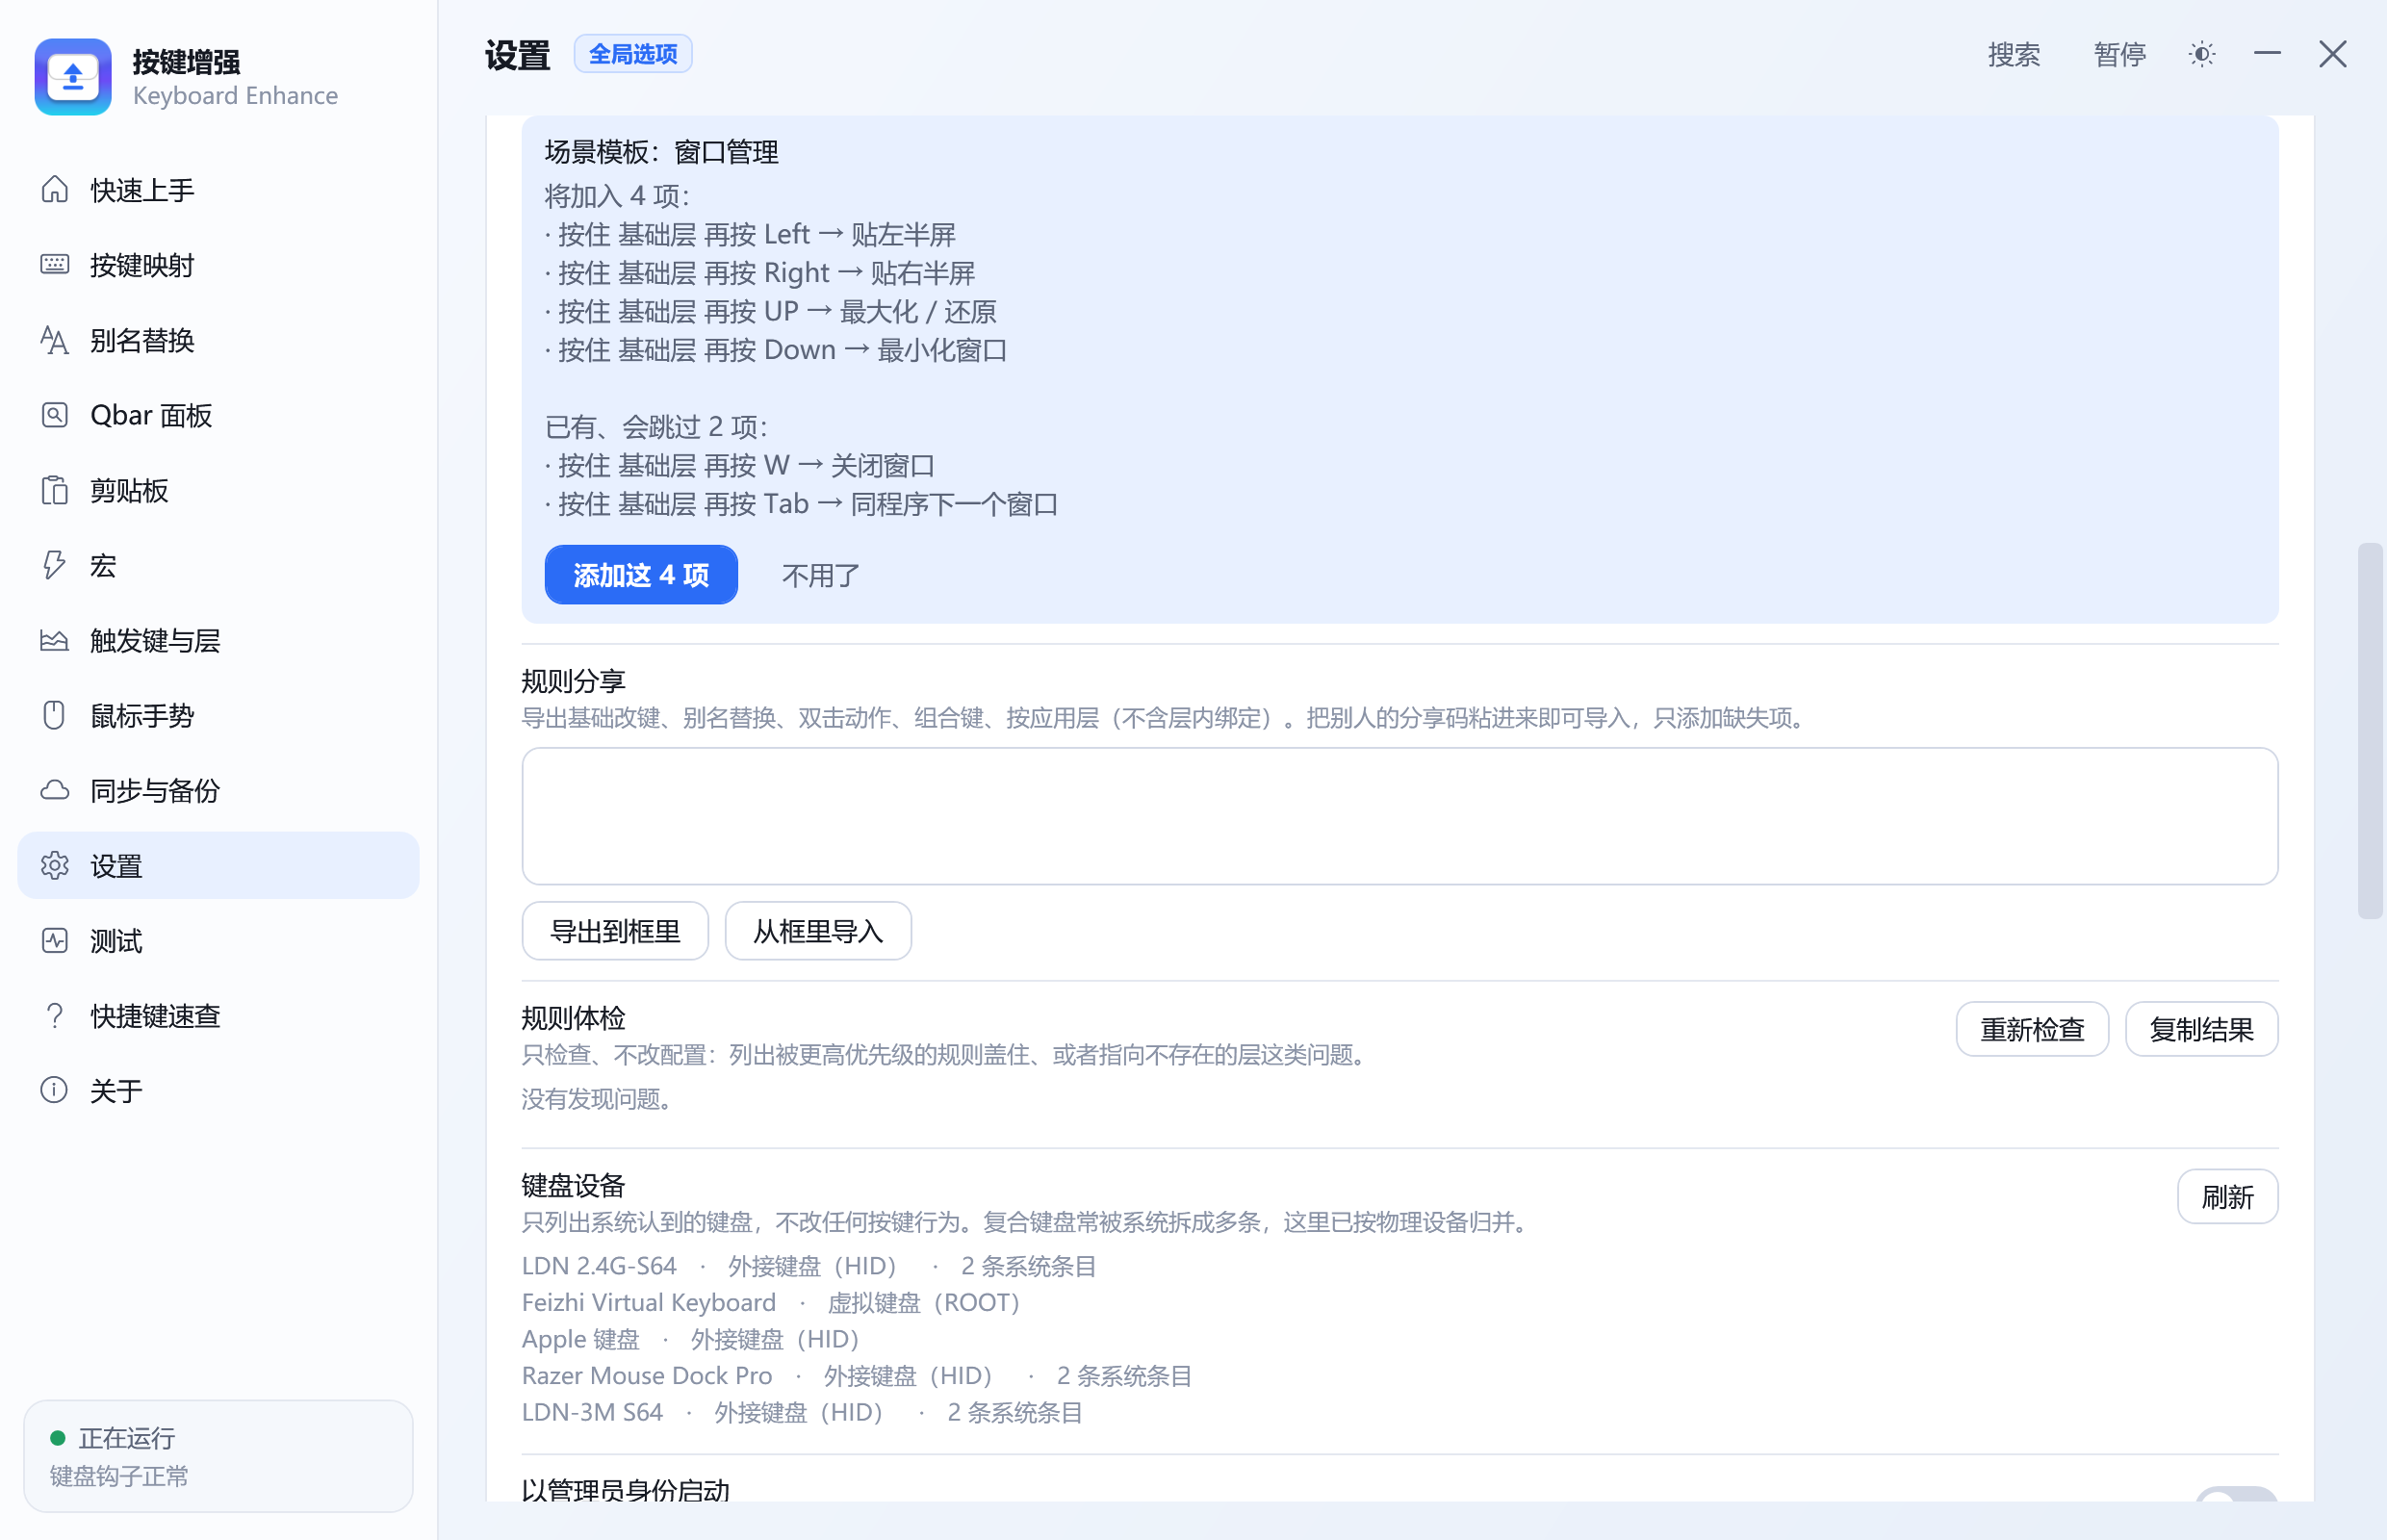 按键增强
Keyboard Enhance
快速上手
按键映射
别名替换
Qbar 面板
剪贴板
宏
触发键与层
鼠标手势
同步与备份
设置
测试
快捷键速查
关于
正在运行
键盘钩子正常
设置
全局选项
搜索
暂停
场景模板：窗口管理
将加入 4 项：
· 按住 基础层 再按 Left → 贴左半屏
· 按住 基础层 再按 Right → 贴右半屏
· 按住 基础层 再按 UP → 最大化 / 还原
· 按住 基础层 再按 Down → 最小化窗口
已有、会跳过 2 项：
· 按住 基础层 再按 W → 关闭窗口
· 按住 基础层 再按 Tab → 同程序下一个窗口
添加这 4 项
不用了
规则分享
导出基础改键、别名替换、双击动作、组合键、按应用层（不含层内绑定）。把别人的分享码粘进来即可导入，只添加缺失项。
导出到框里
从框里导入
规则体检
只检查、不改配置：列出被更高优先级的规则盖住、或者指向不存在的层这类问题。
没有发现问题。
重新检查
复制结果
键盘设备
只列出系统认到的键盘，不改任何按键行为。复合键盘常被系统拆成多条，这里已按物理设备归并。
刷新
LDN 2.4G-S64 · 外接键盘（HID） · 2 条系统条目
Feizhi Virtual Keyboard · 虚拟键盘（ROOT）
Apple 键盘 · 外接键盘（HID）
Razer Mouse Dock Pro · 外接键盘（HID） · 2 条系统条目
LDN-3M S64 · 外接键盘（HID） · 2 条系统条目
以管理员身份启动